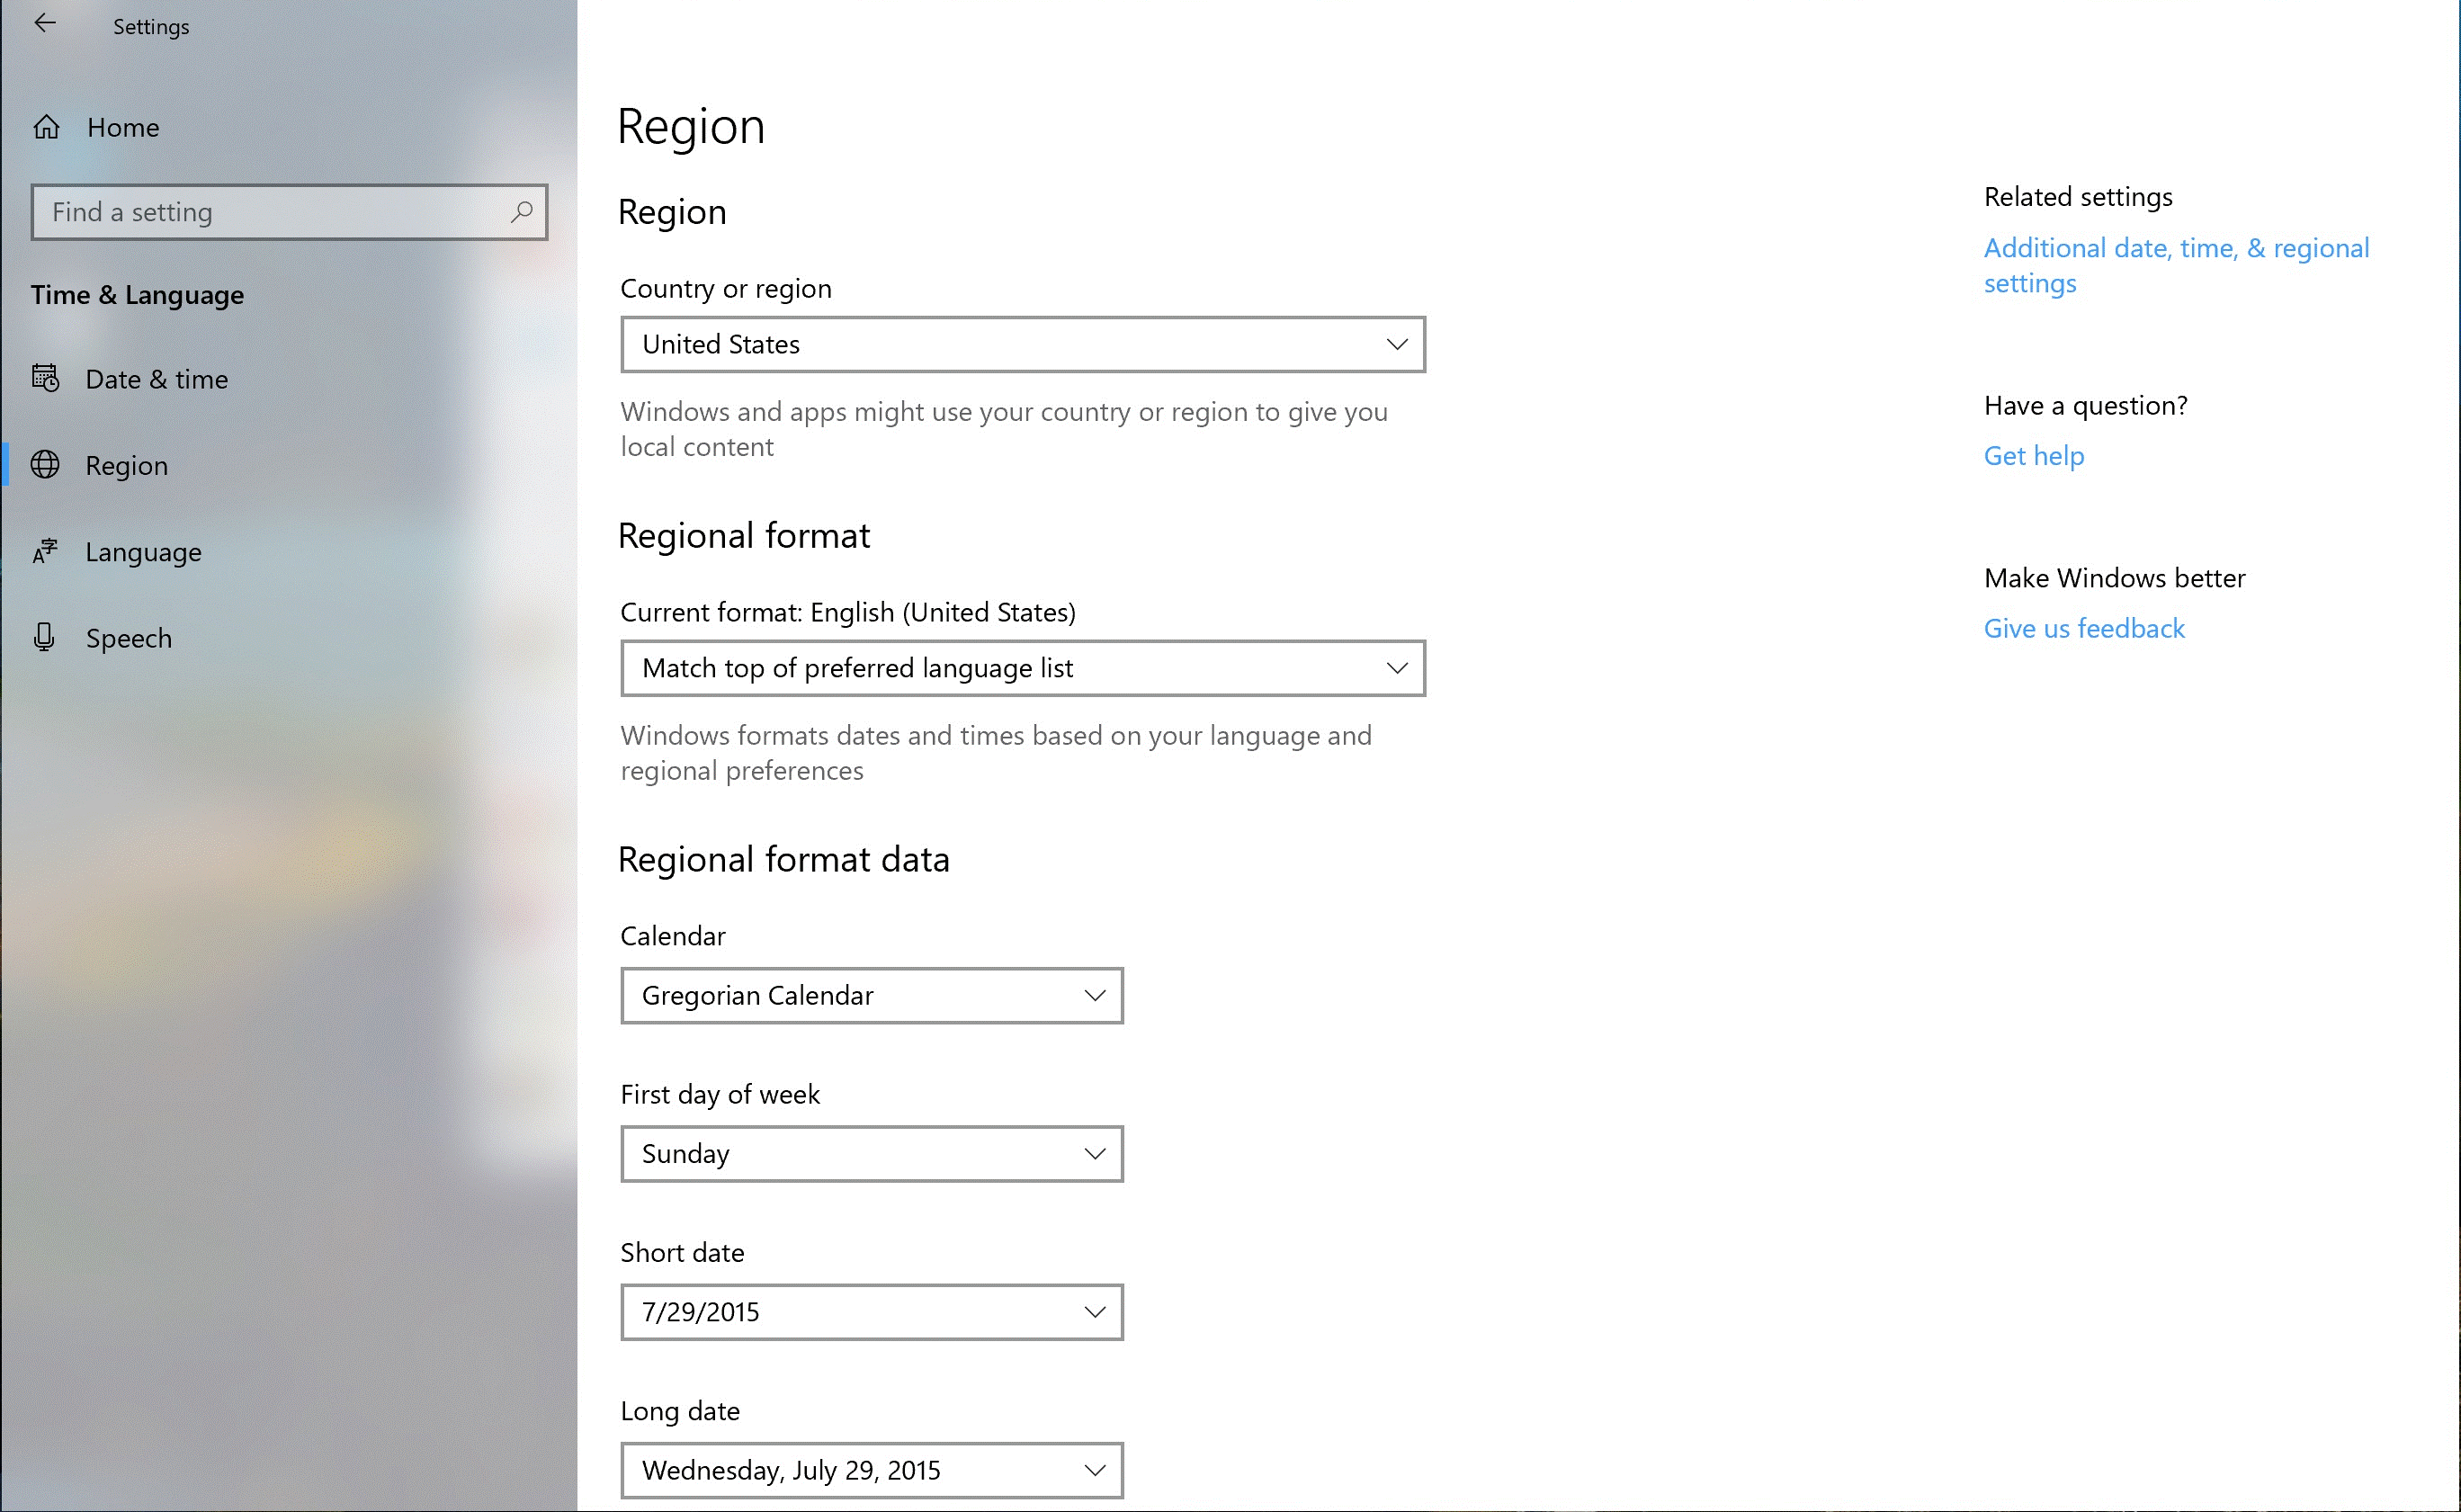 Settings
Home
Find a setting
Time & Language
Date & time
Region
Language
Speech
Region
Region
Country or region
United States
Windows and apps might use your country or region to give you
local content
Regional format
Current format: English (United States)
Match top of preferred language list
Windows formats dates and times based on your language and
regional preferences
Regional format data
Calendar
Gregorian Calendar
First day of week
Sunday
Short date
7/29/2015
Long date
Wednesday, July 29, 2015
Related settings
Additional date, time, & regional
settings
Have a question?
Get help
Make Windows better
Give us feedback